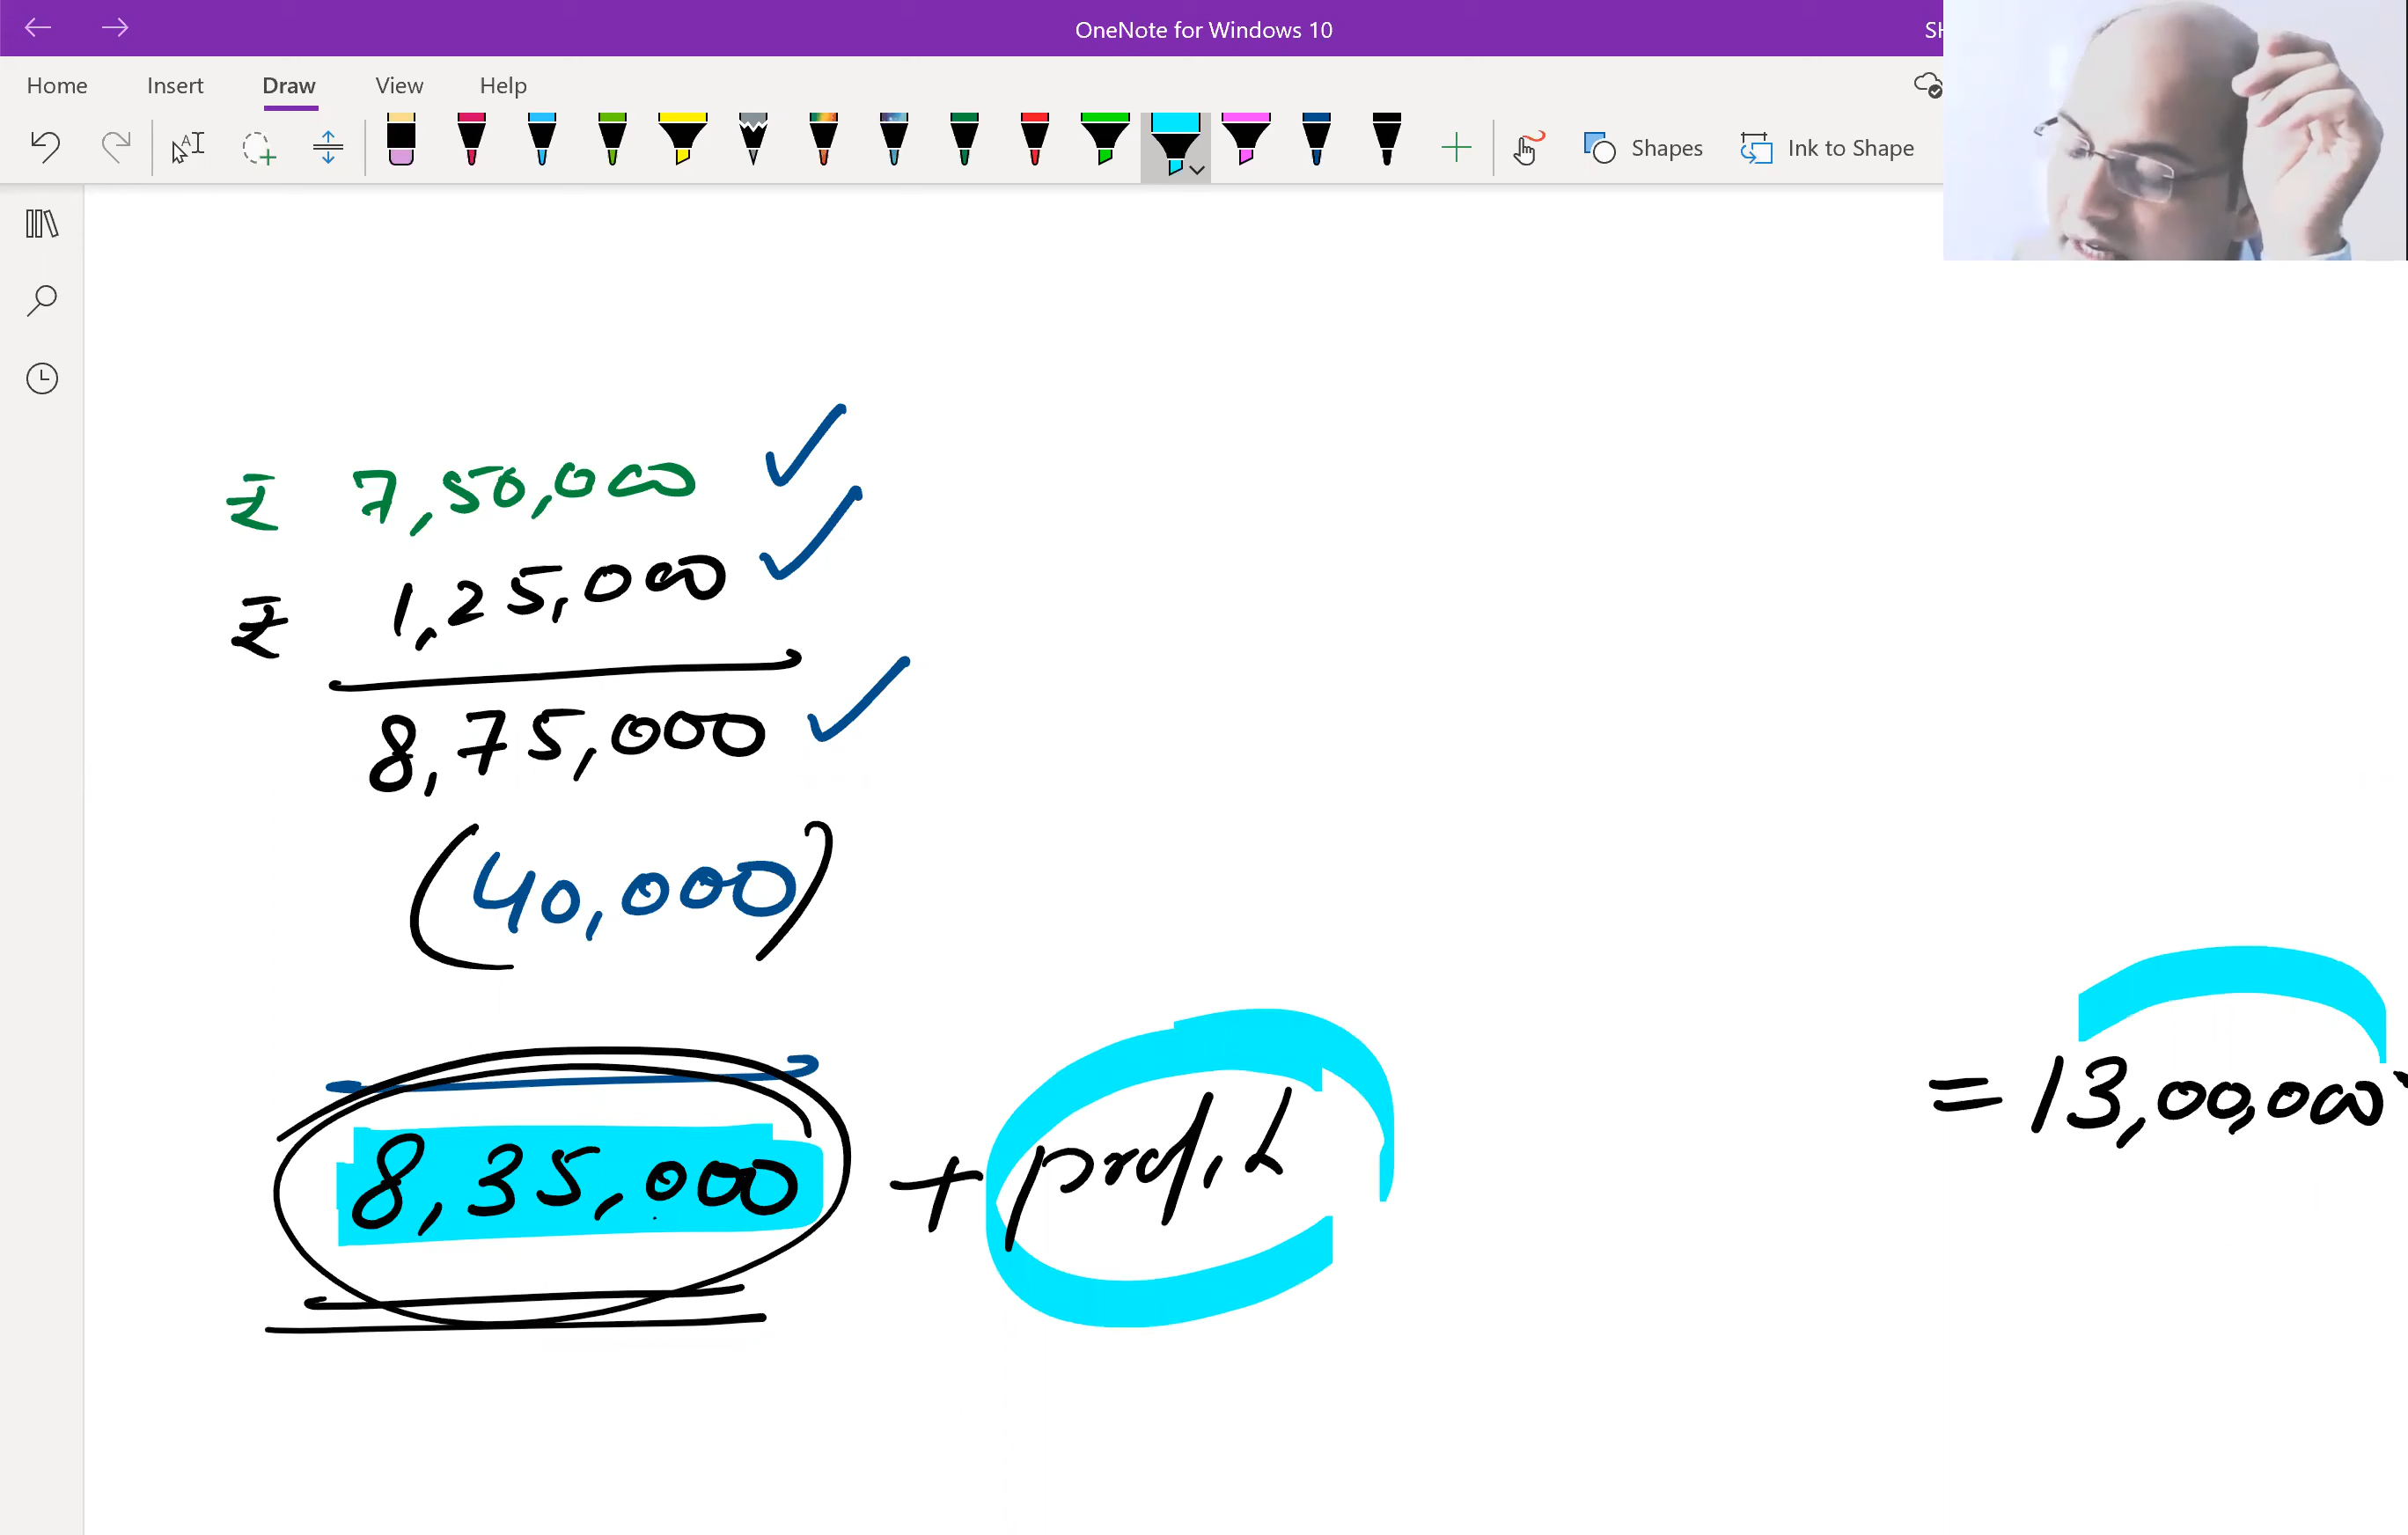 OneNote for Windows 10
Home Insert Draw View Help
Shapes Ink to Shape
₹ 7,50,000
₹ 1,25,000
8,75,000
(40,000)
8,35,000 + profit = 13,00,000